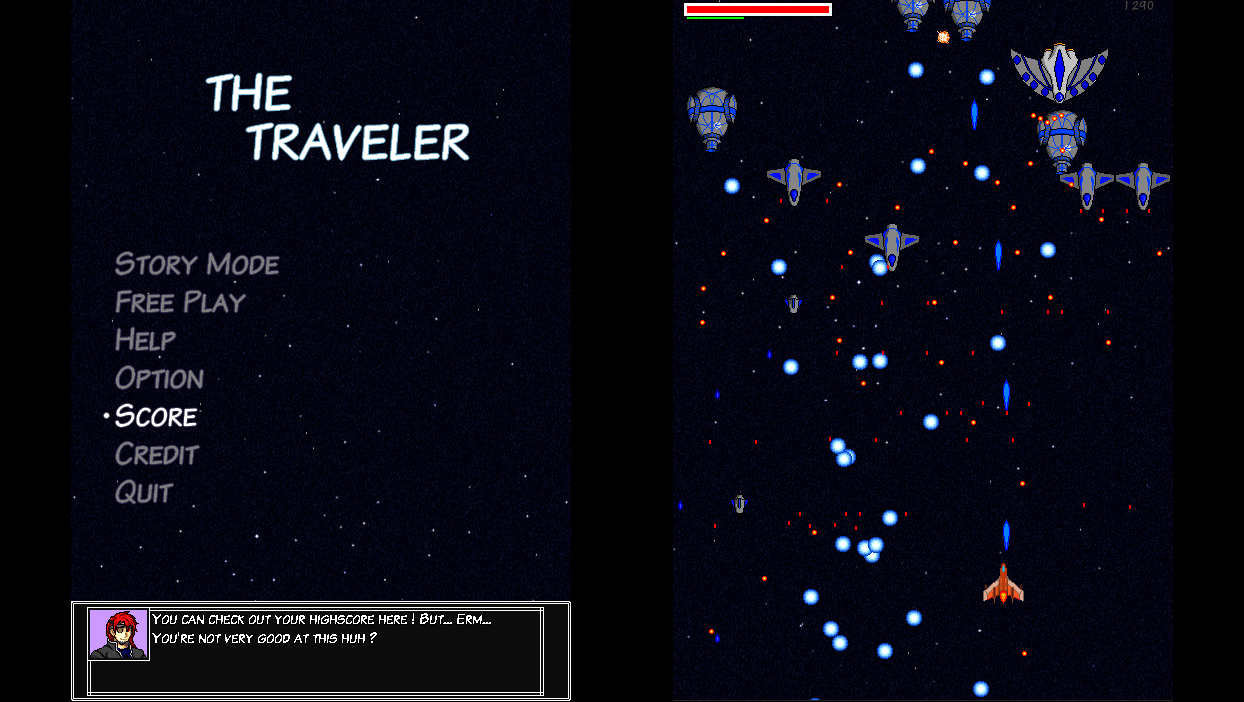 THE
TRAVELER
STORY MODE
FREE PLAY
HELP
OPTION
• SCORE
CREDIT
QUIT
YOU CAN CHECK OUT YOUR HIGHSCORE HERE ! BUT... ERM...
YOU'RE NOT VERY GOOD AT THIS HUH ?
1290